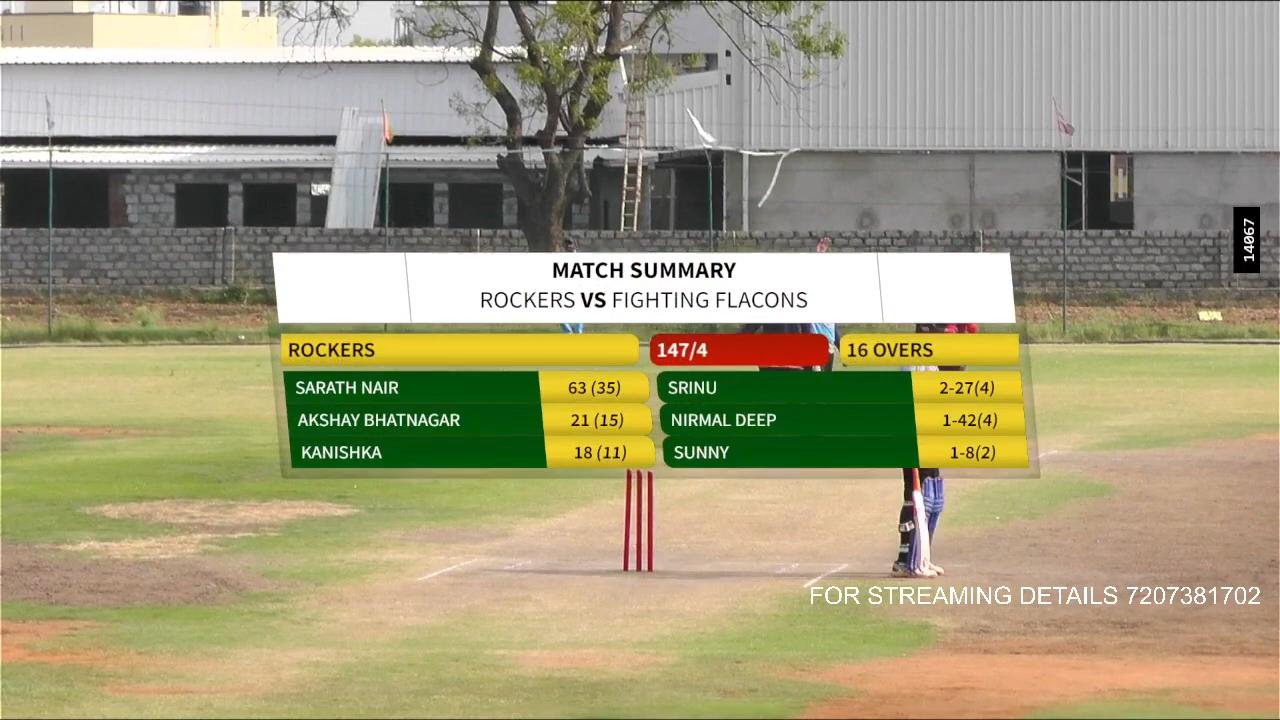 MATCH SUMMARY
ROCKERS VS FIGHTING FLACONS
ROCKERS 147/4 16 OVERS
SARATH NAIR 63 (35) SRINU 2-27(4)
AKSHAY BHATNAGAR 21 (15) NIRMAL DEEP 1-42(4)
KANISHKA 18 (11) SUNNY 1-8(2)
14067
FOR STREAMING DETAILS 7207381702